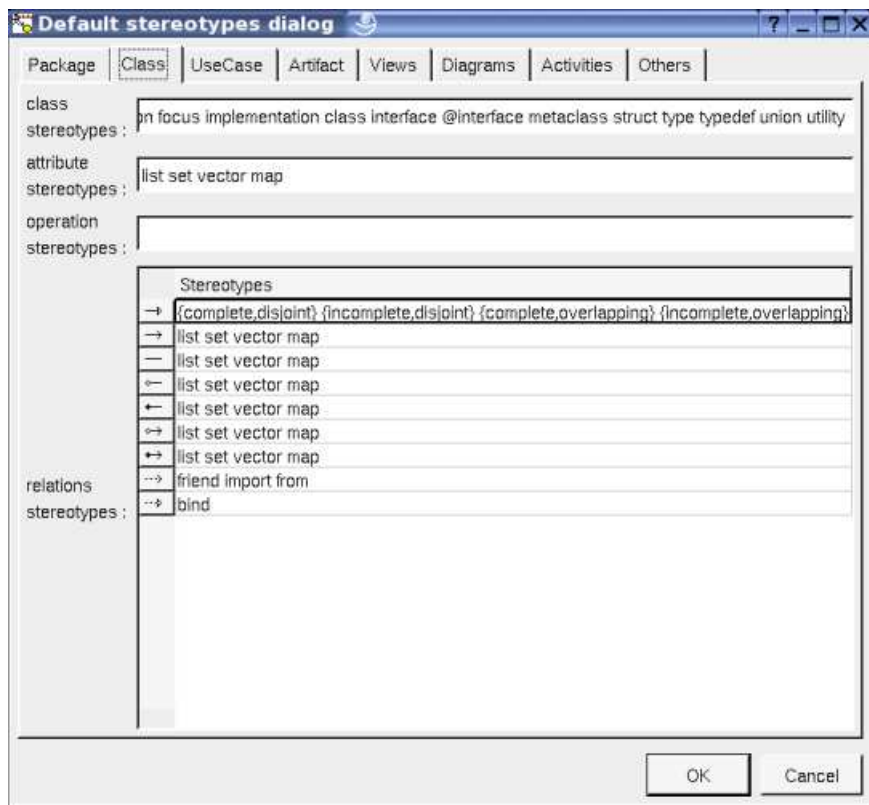 Default stereotypes dialog
Package Class UseCase Artifact Views Diagrams Activities Others
class
stereotypes :
focus implementation class interface @interface metaclass struct type typedef union utility
attribute
stereotypes :
list set vector map
operation
stereotypes :
Stereotypes
{complete,disjoint} {incomplete,disjoint} {complete,overlapping} {incomplete,overlapping}
list set vector map
list set vector map
list set vector map
list set vector map
list set vector map
list set vector map
friend import from
bind
relations
stereotypes :
OK Cancel